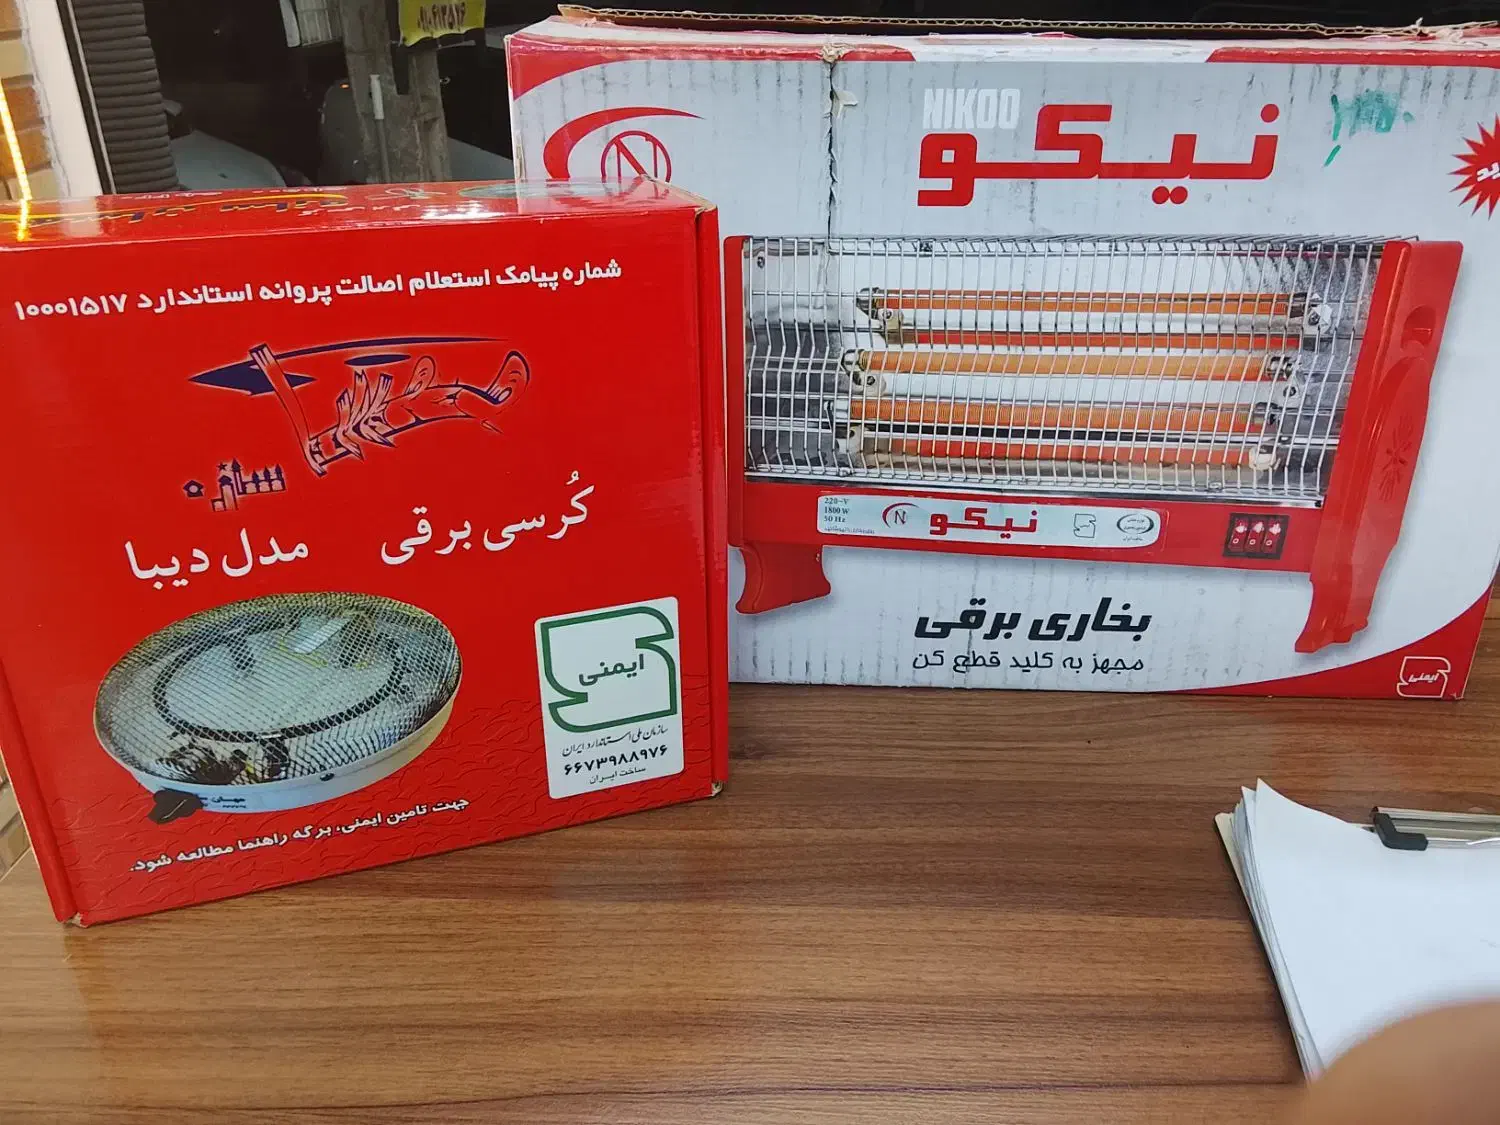 شماره پیامک استعلام اصالت پروانه استاندارد ۱۰۰۰۱۵۱۷
کُرسی برقی مدل دیبا
ایمنی
سازمان ملی استاندارد ایران
۶۶۷۳۹۸۸۹۷۶
ساخت ایران
جهت تامین ایمنی، برگه راهنما مطالعه شود.
NIKOO
نیکو
N
220~V
1800 W
50 Hz
N
نیکو
بخاری برقی
مجهز به کلید قطع کن
ایمنی